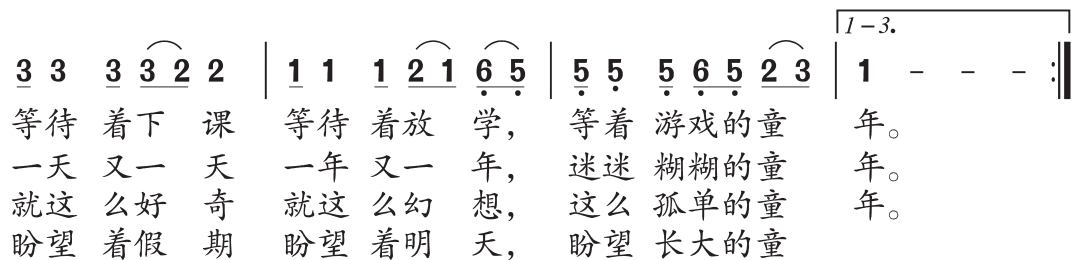 1-3.
3 3 3 3 2 2 | 1 1 1 2 1 6 5 | 5 5 5 6 5 2 3 | 1 - - - :|
等待 着下 课 等待 着放 学， 等着 游戏的童 年。
一天 又一 天 一年 又一 年， 迷迷 糊糊的童 年。
就这 么好 奇 就这 么幻 想， 这么 孤单的童 年。
盼望 着假 期 盼望 着明 天， 盼望 长大的童